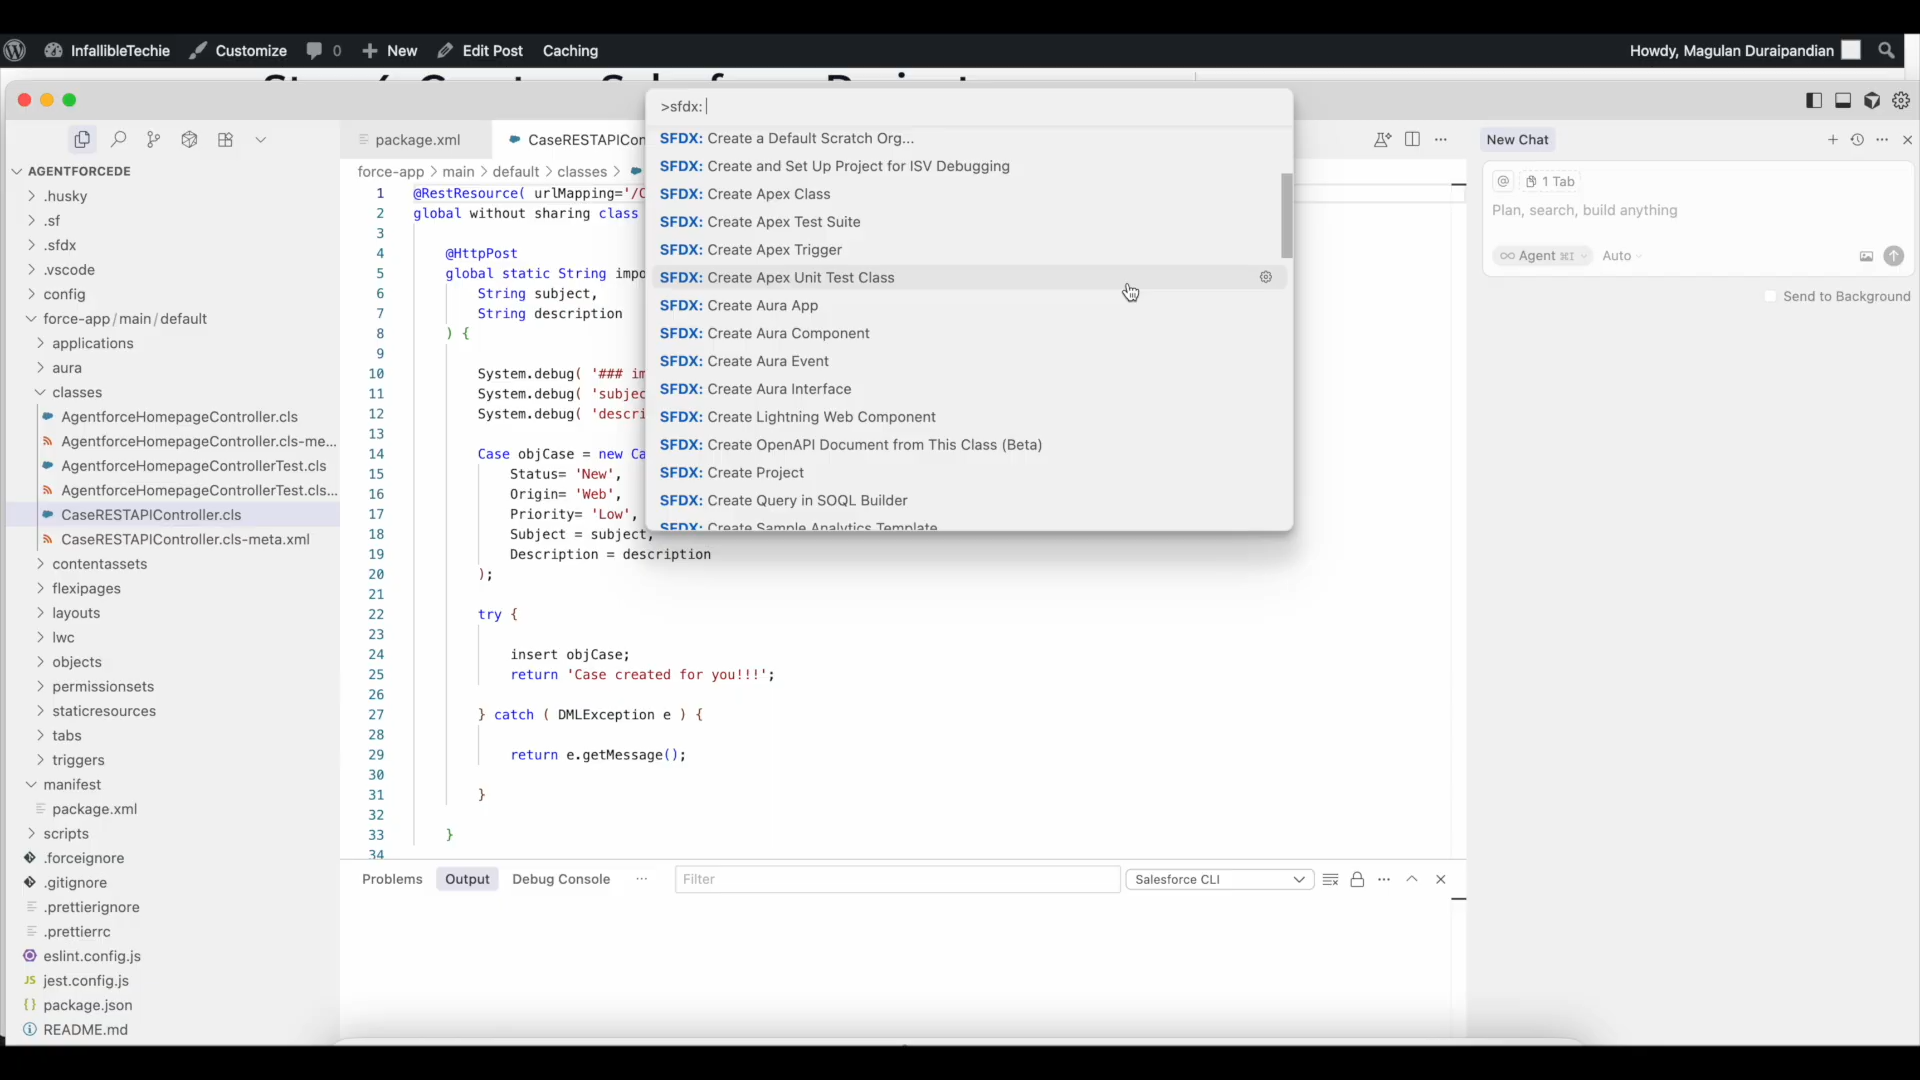 InfallibleTechie
Customize
0
New
Edit Post
Caching
Howdy, Magulan Duraipandian
>sfdx:
SFDX: Create a Default Scratch Org...
SFDX: Create and Set Up Project for ISV Debugging
SFDX: Create Apex Class
SFDX: Create Apex Test Suite
SFDX: Create Apex Trigger
SFDX: Create Apex Unit Test Class
SFDX: Create Aura App
SFDX: Create Aura Component
SFDX: Create Aura Event
SFDX: Create Aura Interface
SFDX: Create Lightning Web Component
SFDX: Create OpenAPI Document from This Class (Beta)
SFDX: Create Project
SFDX: Create Query in SOQL Builder
SFDX: Create Sample Analytics Template
AGENTFORCEDE
.husky
.sf
.sfdx
.vscode
config
force-app/main/default
applications
aura
classes
AgentforceHomepageController.cls
AgentforceHomepageController.cls-me...
AgentforceHomepageControllerTest.cls
AgentforceHomepageControllerTest.cls...
CaseRESTAPIController.cls
CaseRESTAPIController.cls-meta.xml
contentassets
flexipages
layouts
lwc
objects
permissionsets
staticresources
tabs
triggers
manifest
package.xml
scripts
.forceignore
.gitignore
.prettierignore
.prettierrc
eslint.config.js
JS jest.config.js
{} package.json
README.md
package.xml
CaseRESTAPICon
force-app > main > default > classes >
1 @RestResource( urlMapping='/C
2 global without sharing class
3
4 @HttpPost
5 global static String impo
6 String subject,
7 String description
8 ) {
9
10 System.debug( '### im
11 System.debug( 'subjec
12 System.debug( 'descri
13
14 Case objCase = new Ca
15 Status= 'New',
16 Origin= 'Web',
17 Priority= 'Low',
18 Subject = subject,
19 Description = description
20 );
21
22 try {
23
24 insert objCase;
25 return 'Case created for you!!!';
26
27 } catch ( DMLException e ) {
28
29 return e.getMessage();
30
31 }
32
33 }
34
Problems
Output
Debug Console
Filter
Salesforce CLI
New Chat
@
1 Tab
Plan, search, build anything
Agent ⌘I
Auto
Send to Background